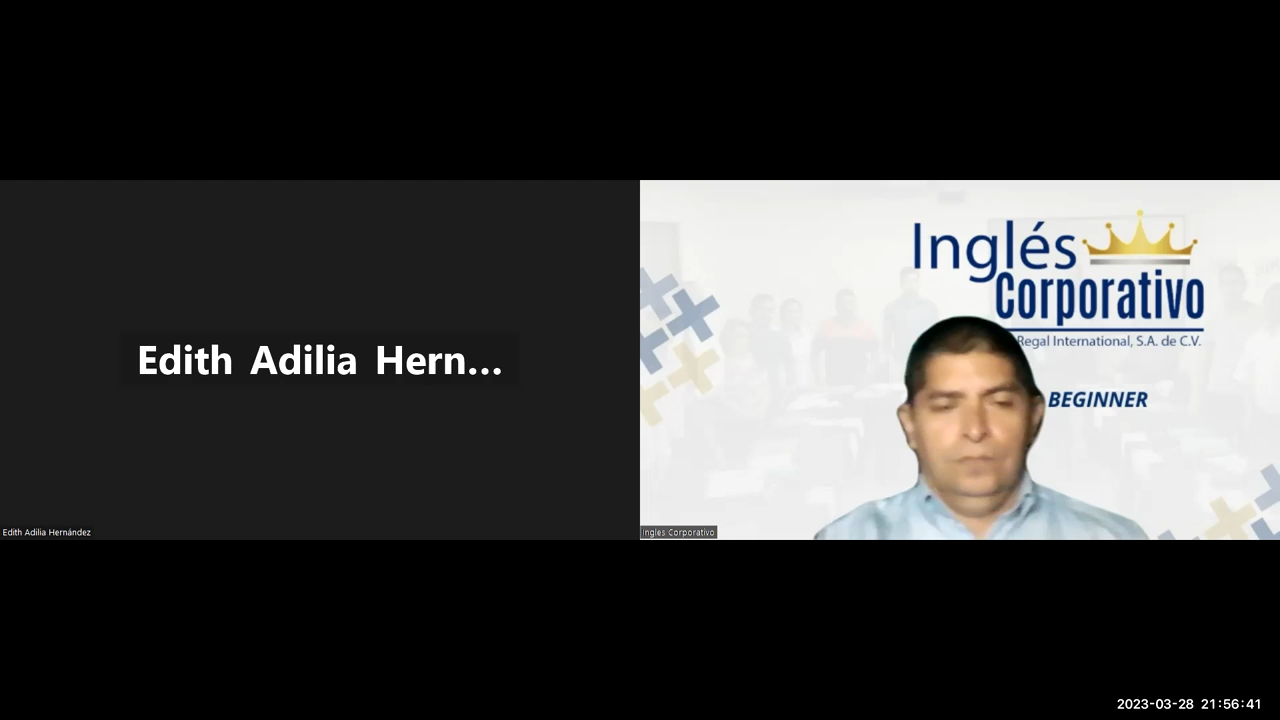 Edith Adilia Hern...
Edith Adilia Hernández
Inglés
Corporativo
Regal International, S.A. de C.V.
BEGINNER
Ingles Corporativo
2023-03-28 21:56:41